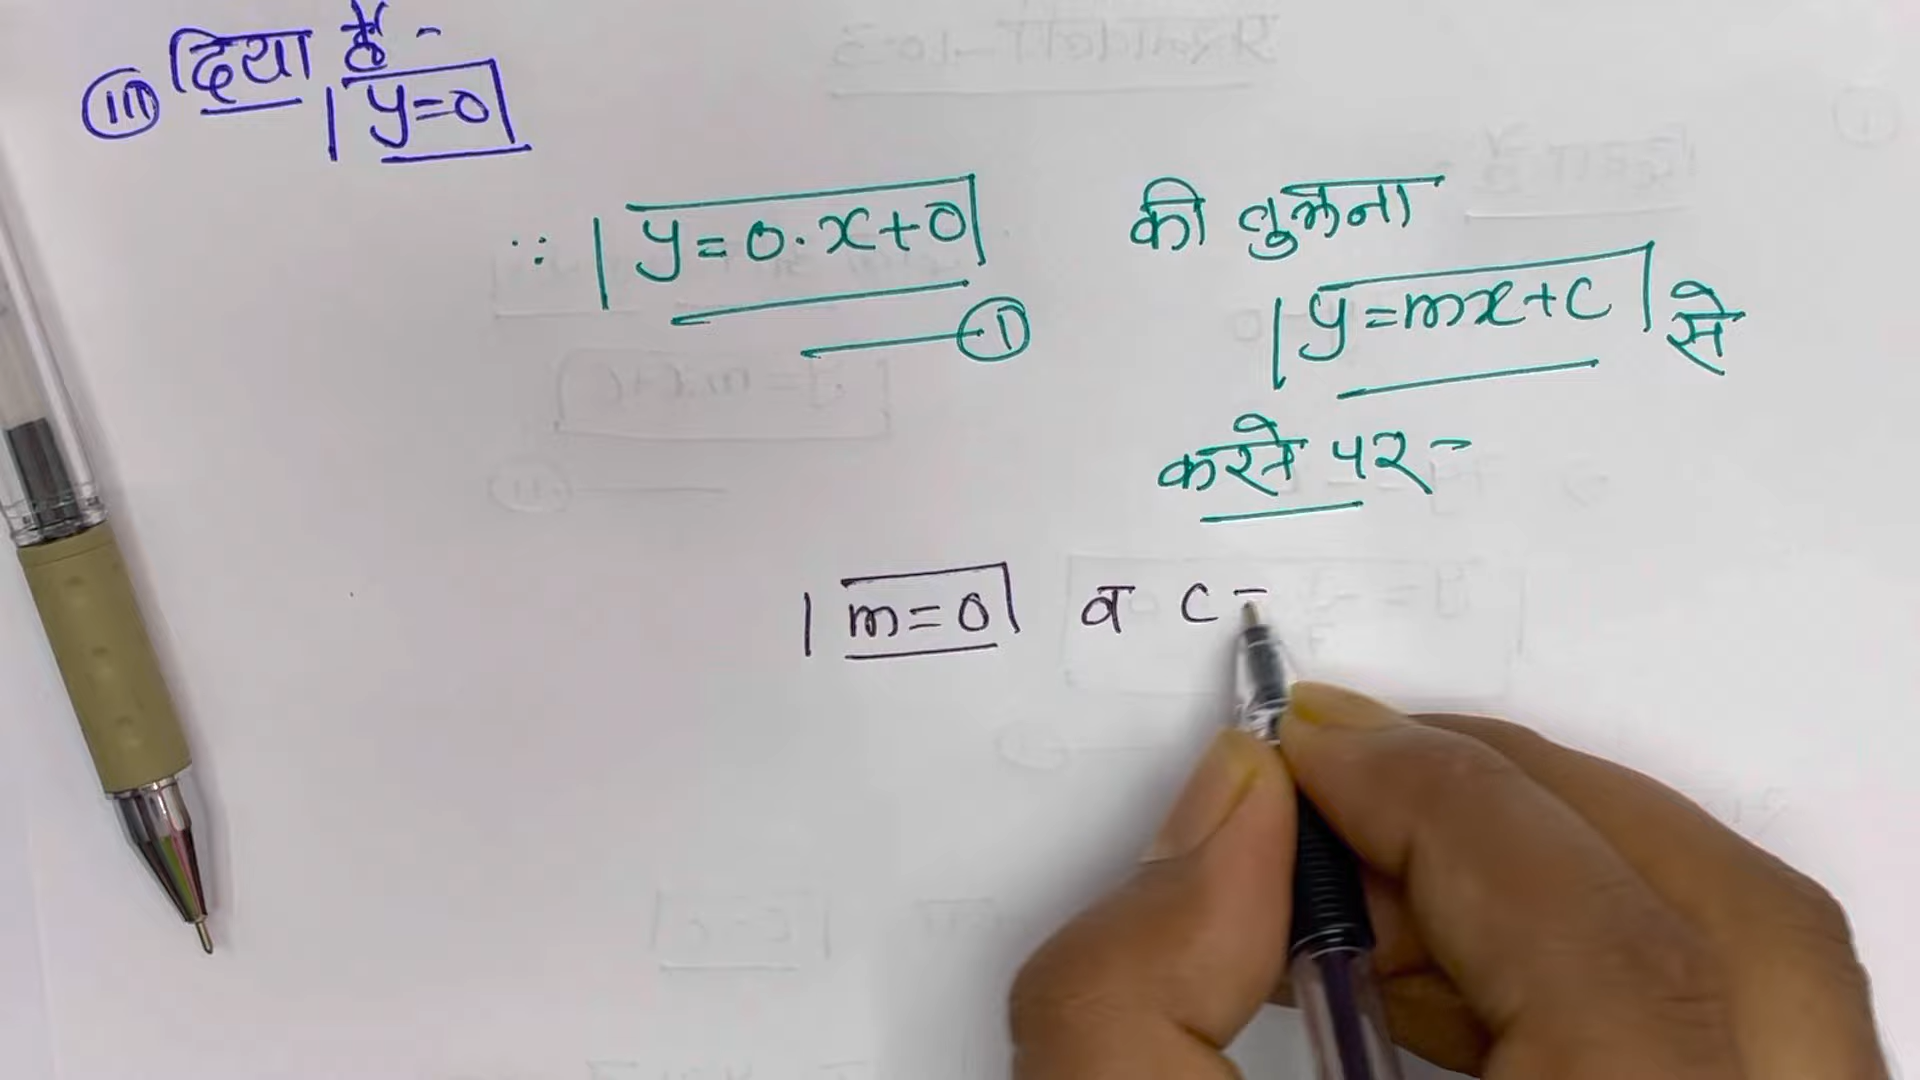 (iii) दिया है -
y=0
∵ y=0·x+0 की तुलना
——— (1) y=mx+c से
करने पर -
m=0 व c=